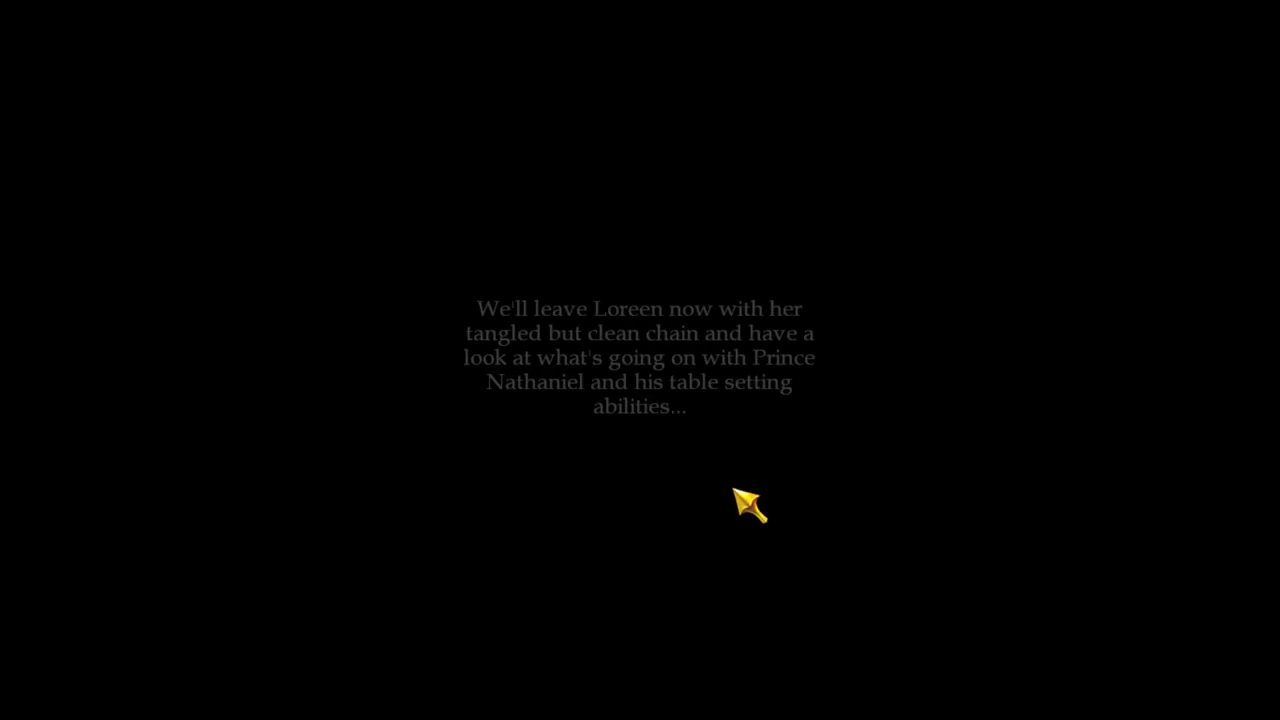 We'll leave Loreen now with her
tangled but clean chain and have a
look at what's going on with Prince
Nathaniel and his table setting
abilities...